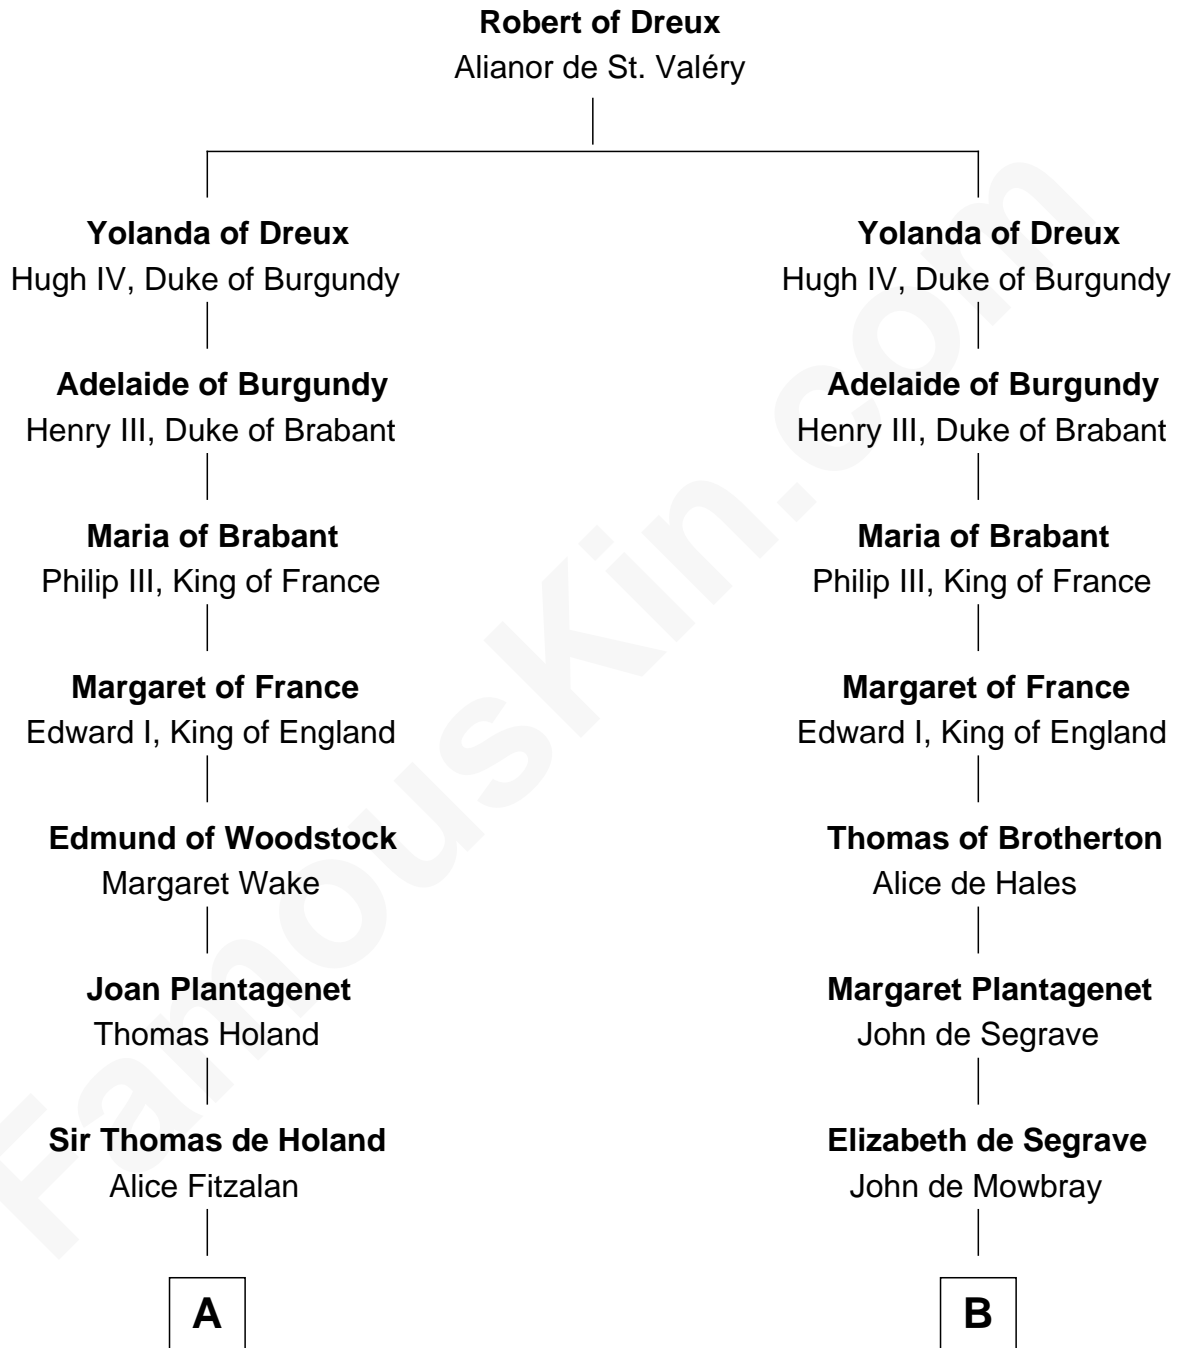 Robert of Dreux
Alianor de St. Valéry
Yolanda of Dreux
Hugh IV, Duke of Burgundy
Adelaide of Burgundy
Henry III, Duke of Brabant
Maria of Brabant
Philip III, King of France
Margaret of France
Edward I, King of England
Edmund of Woodstock
Margaret Wake
Joan Plantagenet
Thomas Holand
Sir Thomas de Holand
Alice Fitzalan
A
Yolanda of Dreux
Hugh IV, Duke of Burgundy
Adelaide of Burgundy
Henry III, Duke of Brabant
Maria of Brabant
Philip III, King of France
Margaret of France
Edward I, King of England
Thomas of Brotherton
Alice de Hales
Margaret Plantagenet
John de Segrave
Elizabeth de Segrave
John de Mowbray
B
FamousKin.com